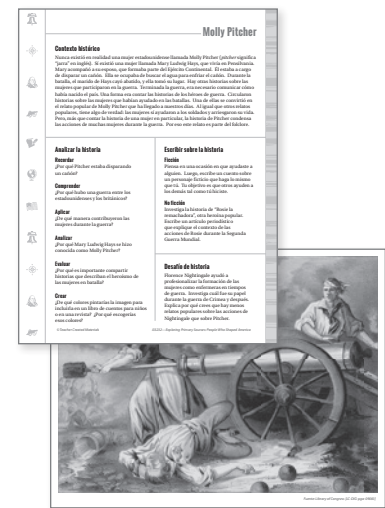 Molly Pitcher
Contexto histórico
Nunca existió en realidad una mujer estadounidense llamada Molly Pitcher (pitcher significa
"jarra" en inglés). Sí existió una mujer llamada Mary Ludwig Hays, que vivía en Pensilvania.
Mary acompañó a su esposo, que formaba parte del Ejército Continental. Él estaba a cargo
de disparar un cañón. Ella se ocupaba de buscar el agua para enfriar el cañón. Durante la
batalla, el marido de Hays cayó abatido, y ella tomó su lugar. Hay otras historias sobre las
mujeres que participaron en la guerra. Terminada la guerra, era necesario comunicar cómo
había nacido el país. Una forma era contar las historias de los héroes de guerra. Circularon
historias sobre las mujeres que habían ayudado en las batallas. Una de ellas se convirtió en
el relato popular de Molly Pitcher que ha llegado a nuestros días. Al igual que otros relatos
populares, tiene algo de verdad: las mujeres sí ayudaron a los soldados y arriesgaron su vida.
Pero, más que contar la historia de una mujer en particular, la historia de Pitcher condensa
las acciones de muchas mujeres durante la guerra. Por eso este relato es parte del folclore.
Analizar la historia
Recordar
¿Por qué Pitcher estaba disparando
un cañón?
Comprender
¿Por qué hubo una guerra entre los
estadounidenses y los británicos?
Aplicar
¿De qué manera contribuyeron las
mujeres durante la guerra?
Analizar
¿Por qué Mary Ludwig Hays se hizo
conocida como Molly Pitcher?
Evaluar
¿Por qué es importante compartir
historias que describan el heroísmo de
las mujeres en batalla?
Crear
¿De qué colores pintarías la imagen para
incluirla en un libro de cuentos para niños
o en una revista? ¿Por qué escogerías
esos colores?
Escribir sobre la historia
Ficción
Piensa en una ocasión en que ayudaste a
alguien. Luego, escribe un cuento sobre
un personaje ficticio que haga lo mismo
que tú. Tu objetivo es que otros ayuden a
los demás tal como tú hiciste.
No ficción
Investiga la historia de "Rosie la
remachadora", otra heroína popular.
Escribe un artículo periodístico
que explique el contexto de las
acciones de Rosie durante la Segunda
Guerra Mundial.
Desafío de historia
Florence Nightingale ayudó a
profesionalizar la formación de las
mujeres como enfermeras en tiempos
de guerra. Investiga cuál fue su papel
durante la guerra de Crimea y después.
Explica por qué crees que hay menos
relatos populares sobre las acciones de
Nightingale que sobre Pitcher.